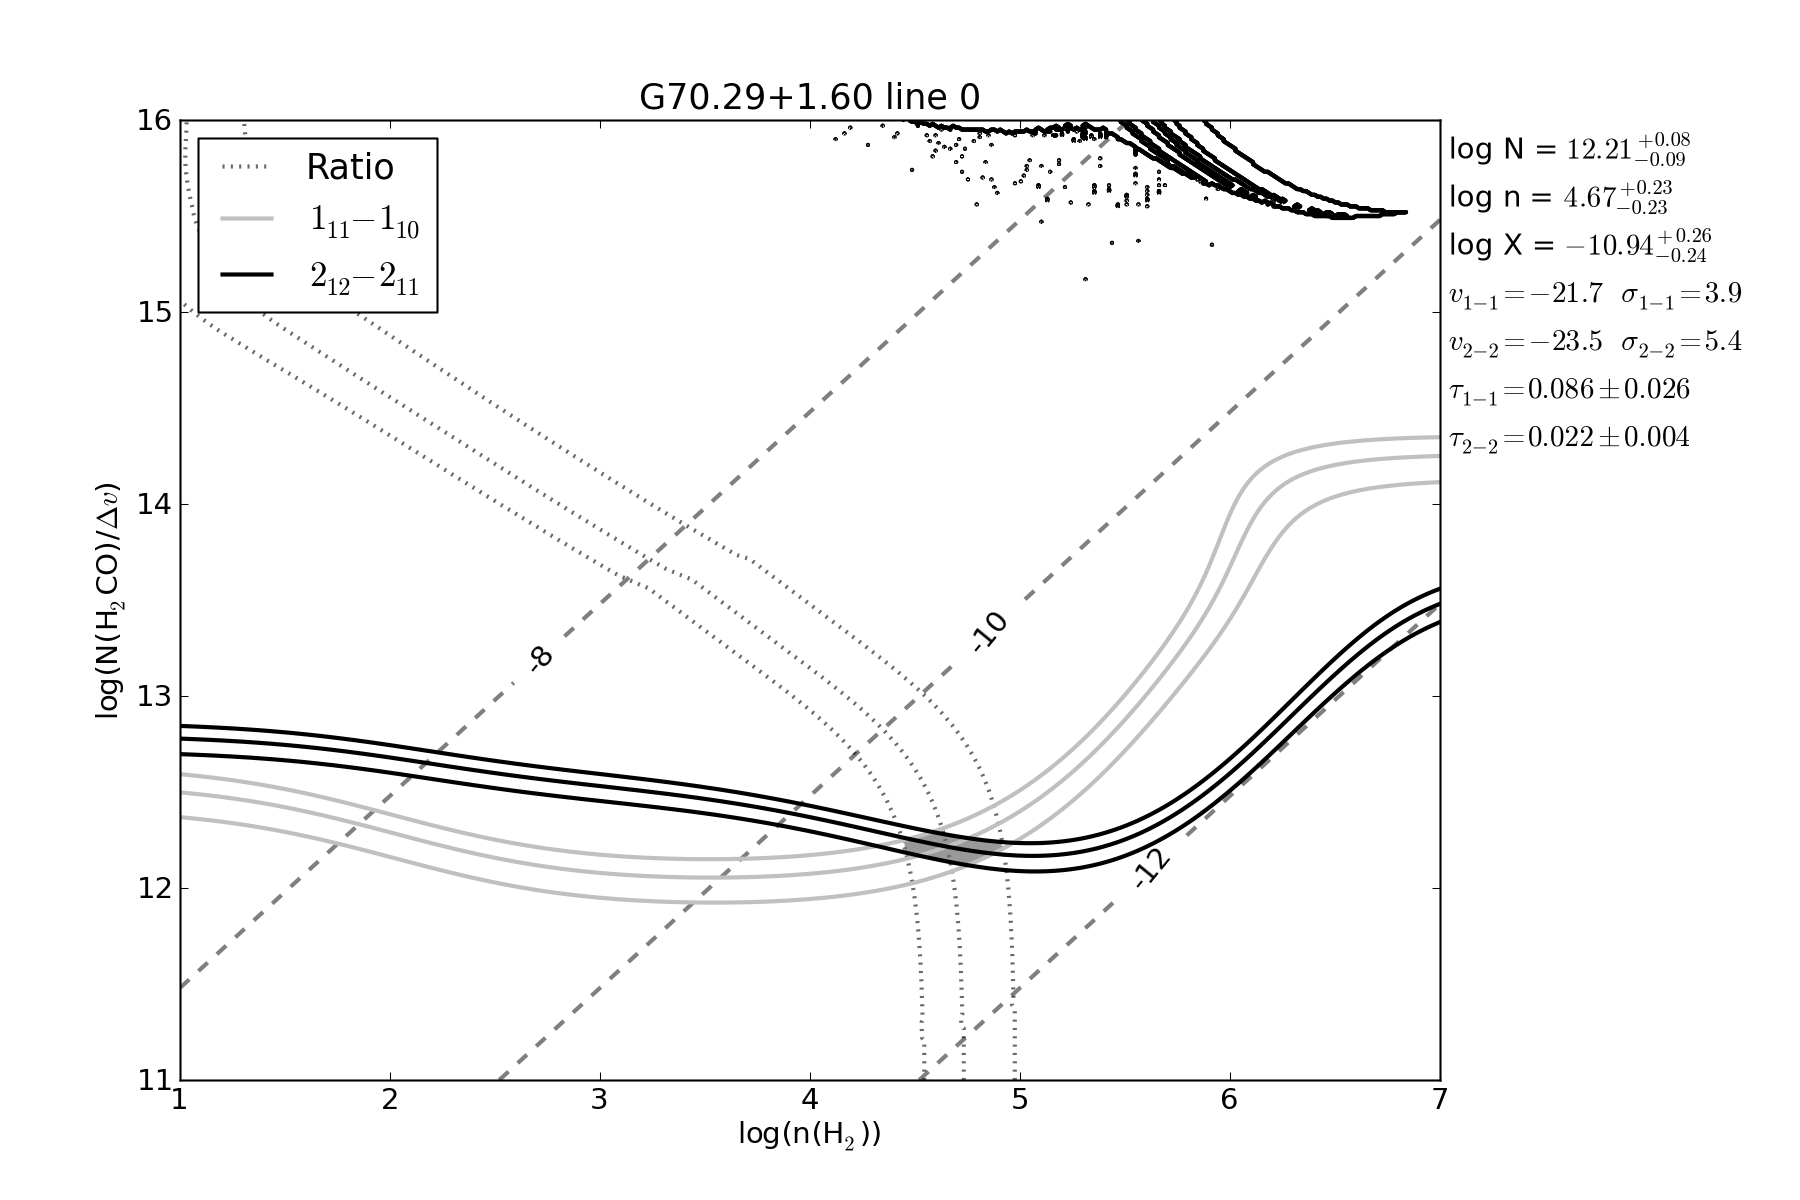 G70.29+1.60 line 0
16
15
14
13
12
11
log(N(H₂CO)/Δv)
Ratio
1₁₁−1₁₀
2₁₂−2₁₁
-8
-10
-12
1 2 3 4 5 6 7
log(n(H₂))
log N = 12.21 +0.08 −0.09
log n = 4.67 +0.23 −0.23
log X = −10.94 +0.26 −0.24
v₁₋₁=−21.7 σ₁₋₁=3.9
v₂₋₂=−23.5 σ₂₋₂=5.4
τ₁₋₁=0.086±0.026
τ₂₋₂=0.022±0.004